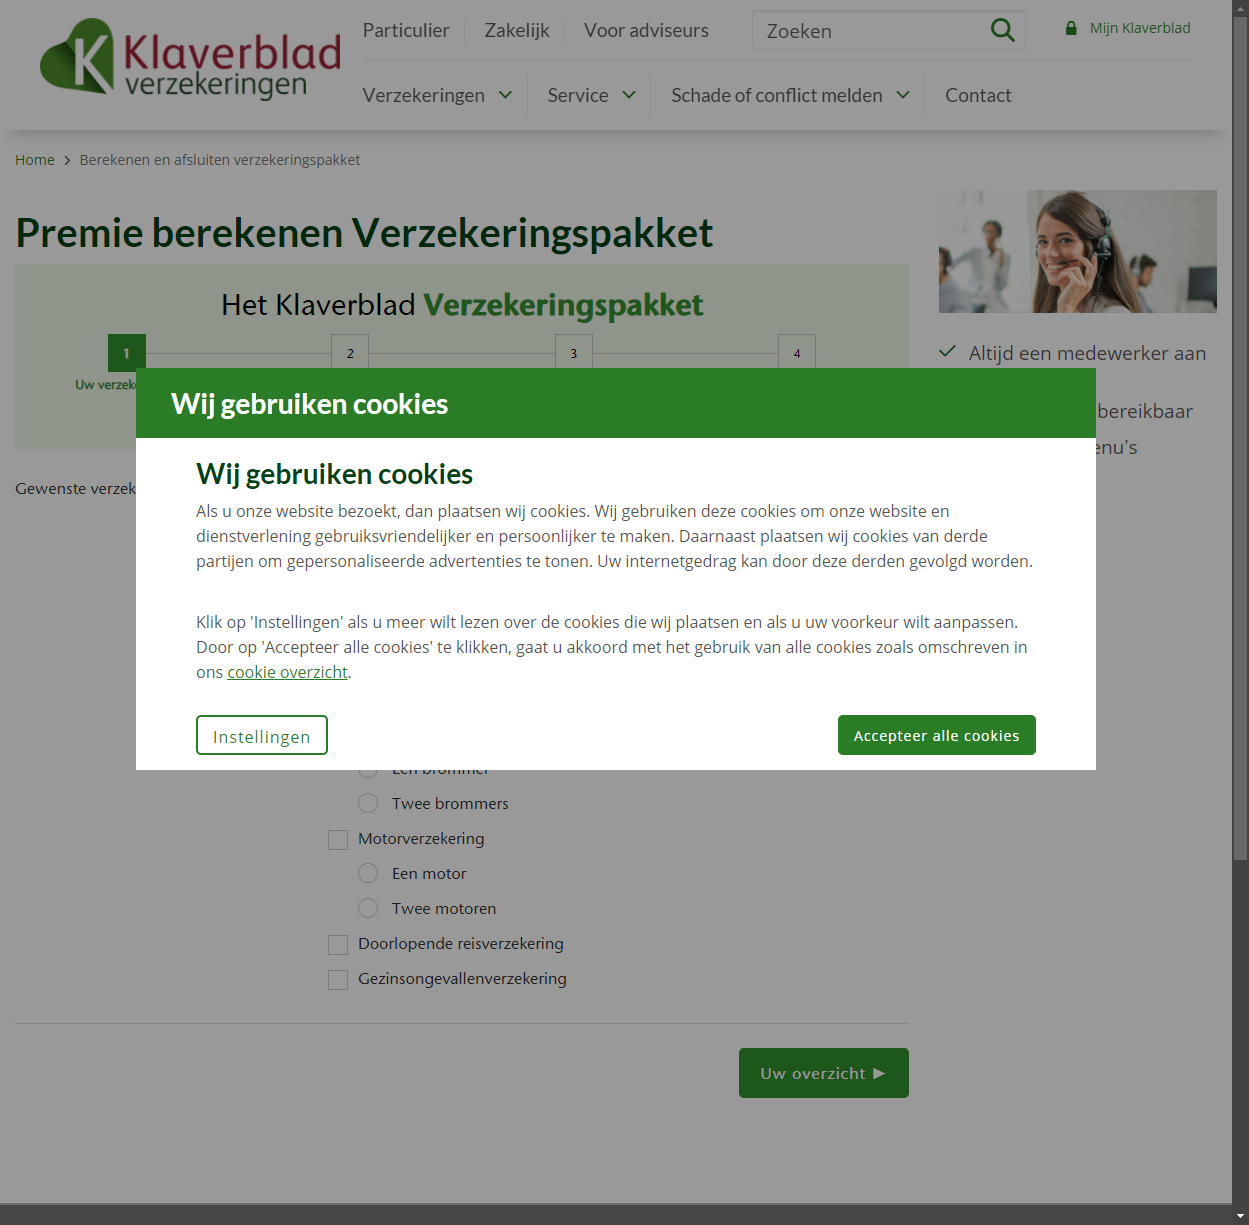 Klaverblad
verzekeringen
Particulier
Zakelijk
Voor adviseurs
Zoeken
Mijn Klaverblad
Verzekeringen
Service
Schade of conflict melden
Contact
Home > Berekenen en afsluiten verzekeringspakket
Premie berekenen Verzekeringspakket
Het Klaverblad Verzekeringspakket
1
2
3
4
Uw verzek
Altijd een medewerker aan
bereikbaar
enu's
Gewenste verzek
Wij gebruiken cookies
Wij gebruiken cookies
Als u onze website bezoekt, dan plaatsen wij cookies. Wij gebruiken deze cookies om onze website en
dienstverlening gebruiksvriendelijker en persoonlijker te maken. Daarnaast plaatsen wij cookies van derde
partijen om gepersonaliseerde advertenties te tonen. Uw internetgedrag kan door deze derden gevolgd worden.
Klik op 'Instellingen' als u meer wilt lezen over de cookies die wij plaatsen en als u uw voorkeur wilt aanpassen.
Door op 'Accepteer alle cookies' te klikken, gaat u akkoord met het gebruik van alle cookies zoals omschreven in
ons cookie overzicht.
Instellingen
Accepteer alle cookies
Een brommer
Twee brommers
Motorverzekering
Een motor
Twee motoren
Doorlopende reisverzekering
Gezinsongevallenverzekering
Uw overzicht ►